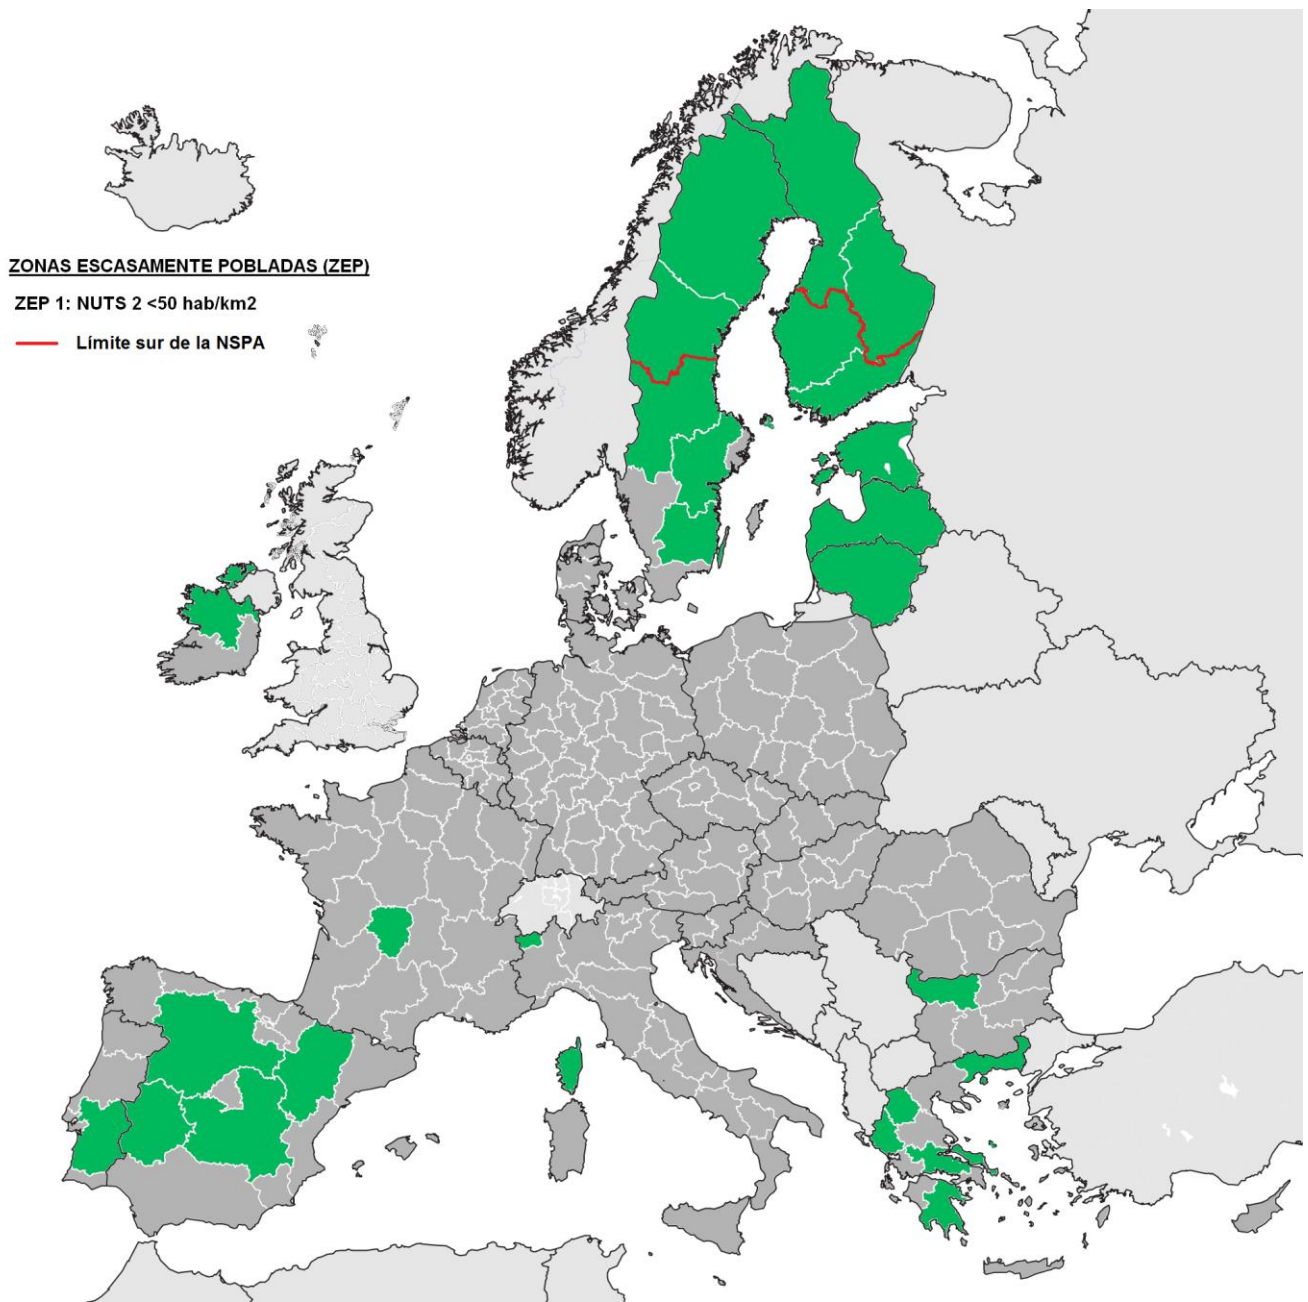 ZONAS ESCASAMENTE POBLADAS (ZEP)
ZEP 1: NUTS 2 <50 hab/km2
Límite sur de la NSPA